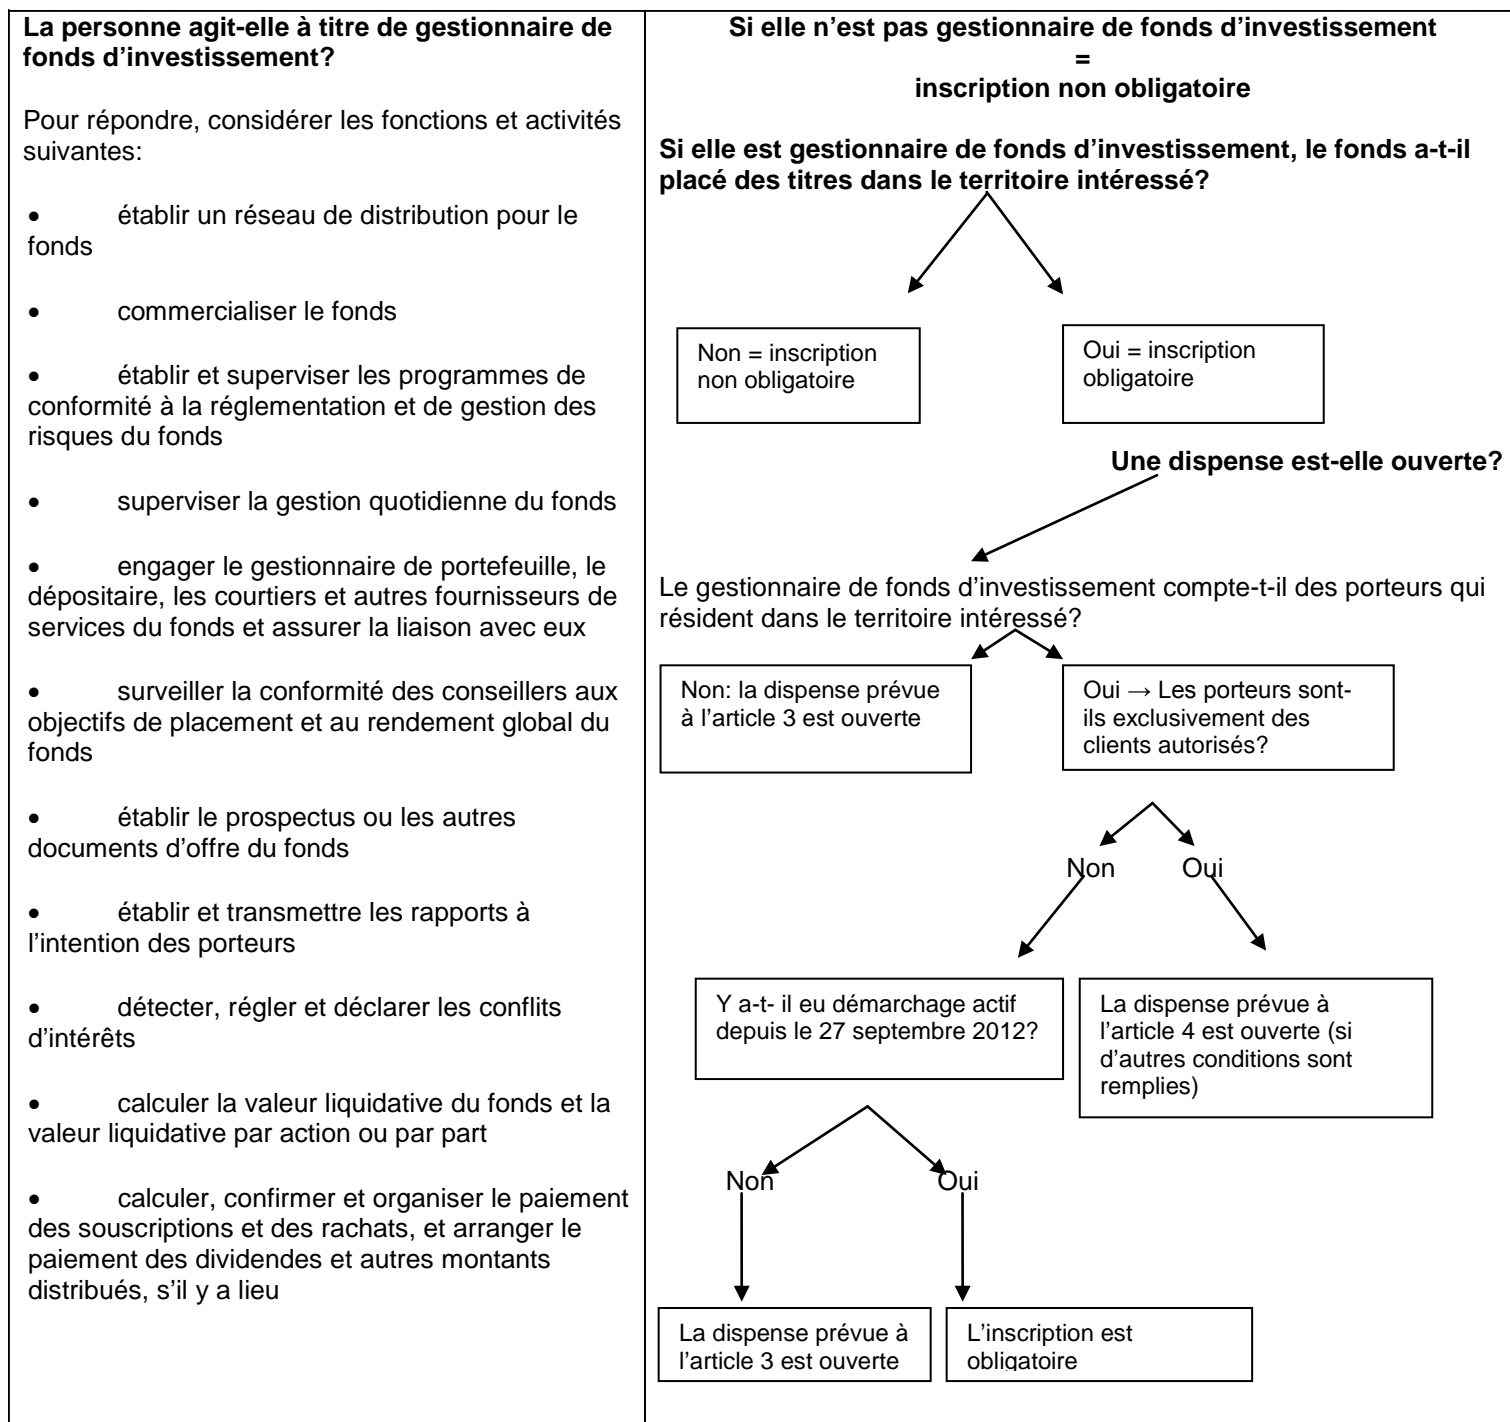 La personne agit-elle à titre de gestionnaire de
fonds d'investissement?
Pour répondre, considérer les fonctions et activités
suivantes:
• établir un réseau de distribution pour le
fonds
• commercialiser le fonds
• établir et superviser les programmes de
conformité à la réglementation et de gestion des
risques du fonds
• superviser la gestion quotidienne du fonds
• engager le gestionnaire de portefeuille, le
dépositaire, les courtiers et autres fournisseurs de
services du fonds et assurer la liaison avec eux
• surveiller la conformité des conseillers aux
objectifs de placement et au rendement global du
fonds
• établir le prospectus ou les autres
documents d'offre du fonds
• établir et transmettre les rapports à
l'intention des porteurs
• détecter, régler et déclarer les conflits
d'intérêts
• calculer la valeur liquidative du fonds et la
valeur liquidative par action ou par part
• calculer, confirmer et organiser le paiement
des souscriptions et des rachats, et arranger le
paiement des dividendes et autres montants
distribués, s'il y a lieu
Si elle n'est pas gestionnaire de fonds d'investissement
=
inscription non obligatoire
Si elle est gestionnaire de fonds d'investissement, le fonds a-t-il
placé des titres dans le territoire intéressé?
Non = inscription
non obligatoire
Oui = inscription
obligatoire
Une dispense est-elle ouverte?
Le gestionnaire de fonds d'investissement compte-t-il des porteurs qui
résident dans le territoire intéressé?
Non: la dispense prévue
à l'article 3 est ouverte
Oui → Les porteurs sont-
ils exclusivement des
clients autorisés?
Non
Oui
Y a-t- il eu démarchage actif
depuis le 27 septembre 2012?
La dispense prévue à
l'article 4 est ouverte (si
d'autres conditions sont
remplies)
Non
Oui
La dispense prévue à
l'article 3 est ouverte
L'inscription est
obligatoire